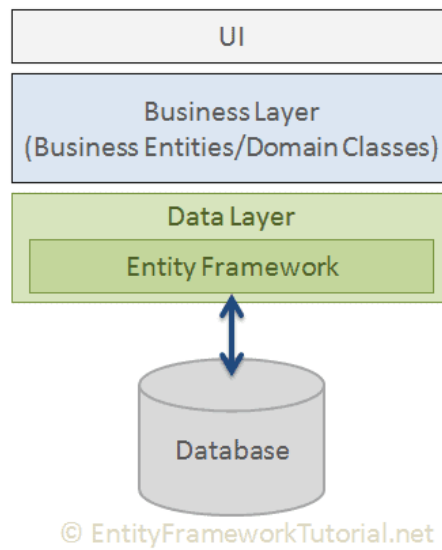 UI
Business Layer
(Business Entities/Domain Classes)
Data Layer
Entity Framework
Database
© EntityFrameworkTutorial.net